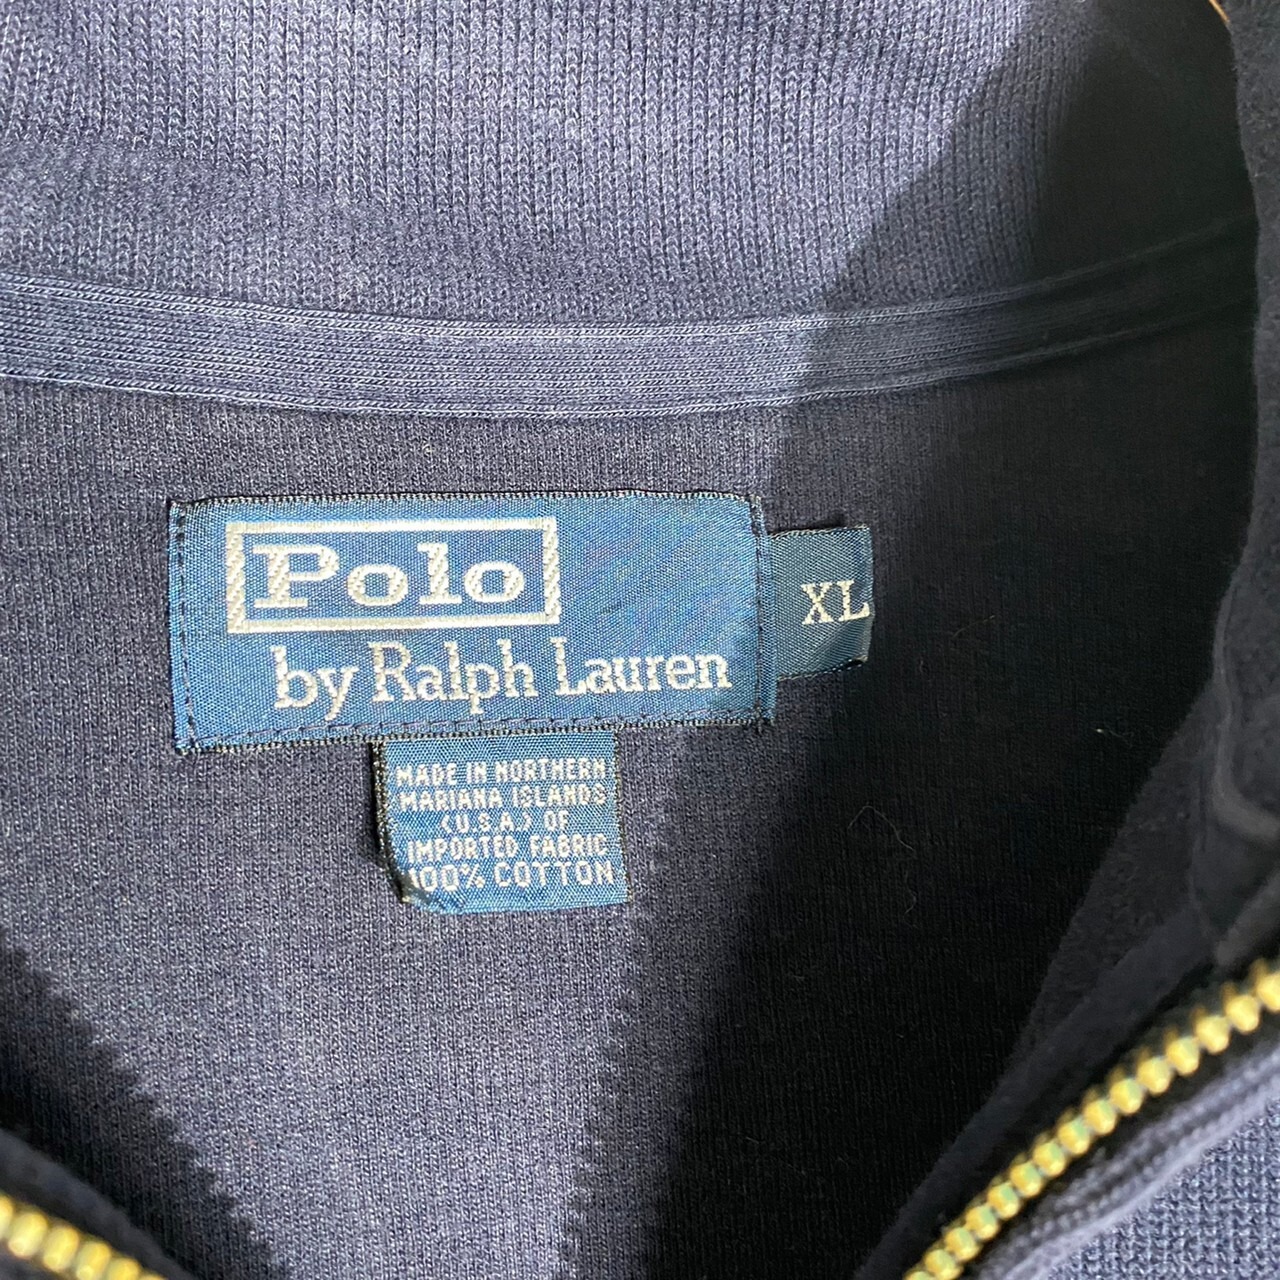 Polo
by Ralph Lauren
XL
MADE IN NORTHERN
MARIANA ISLANDS
(U.S.A.) OF
IMPORTED FABRIC
100% COTTON